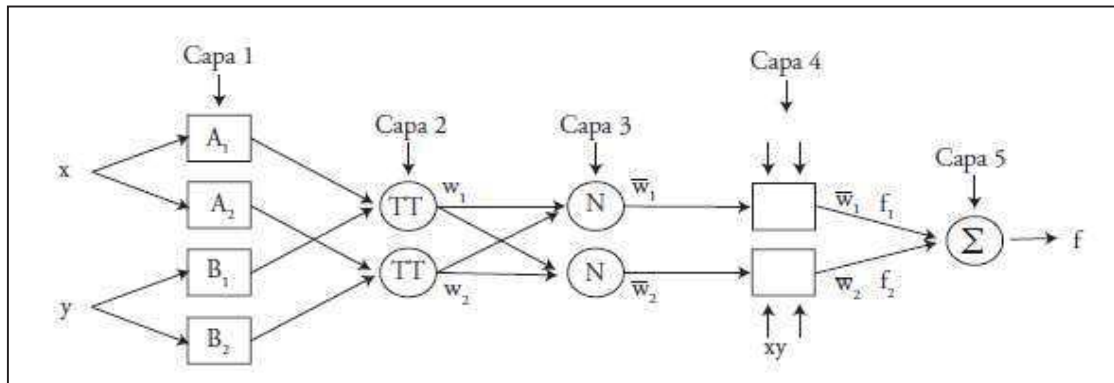 Capa 1
Capa 4
Capa 2
Capa 3
Capa 5
x
A₁
A₂
y
B₁
B₂
TT
TT
w₁
w₂
N
N
w̅₁
w̅₂
xy
w̅₁ f₁
w̅₂ f₂
Σ
f